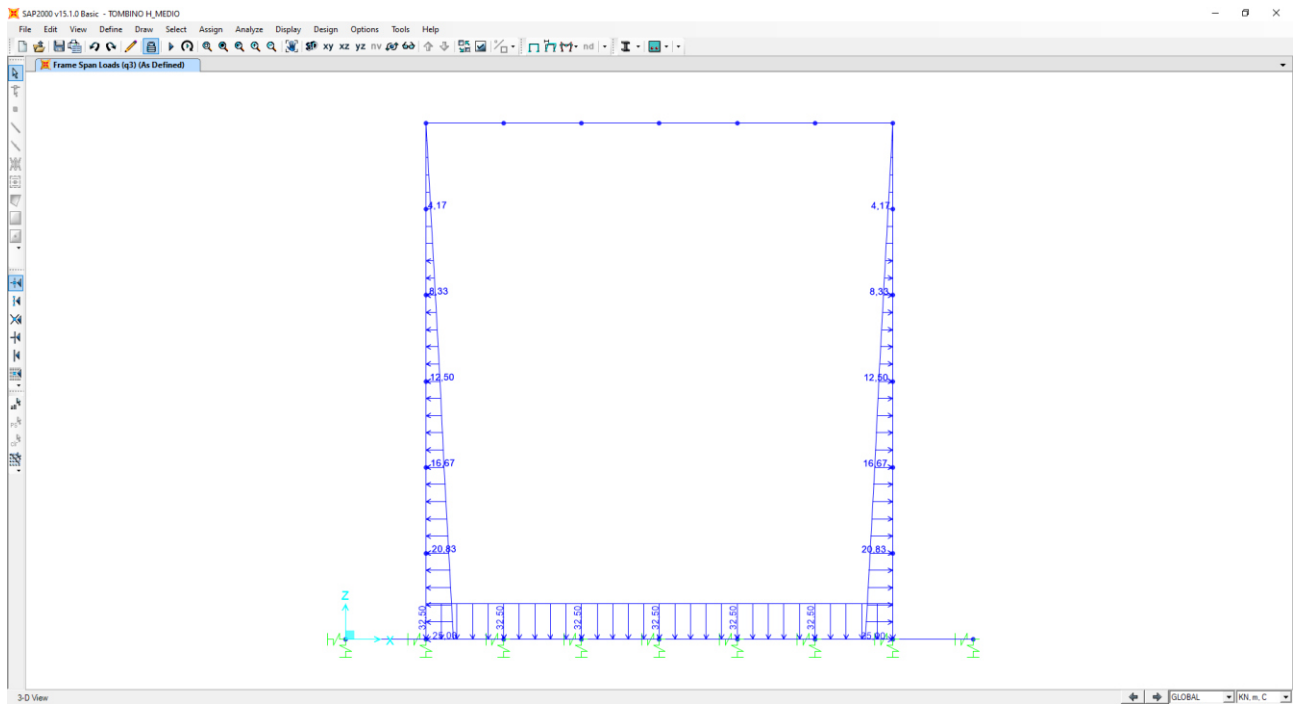 SAP2000 v15.1.0 Basic - TOMBINO H_MEDIO
File Edit View Define Draw Select Assign Analyze Display Design Options Tools Help
3D xy xz yz nv nd
Frame Span Loads (q3) (As Defined)
4,17 4,17
8,33 8,33
12,50 12,50
16,67 16,67
20,83 20,83
32,50 32,50 32,50 32,50 32,50 32,50
25,00 25,00
Z
X
3-D View GLOBAL KN, m, C